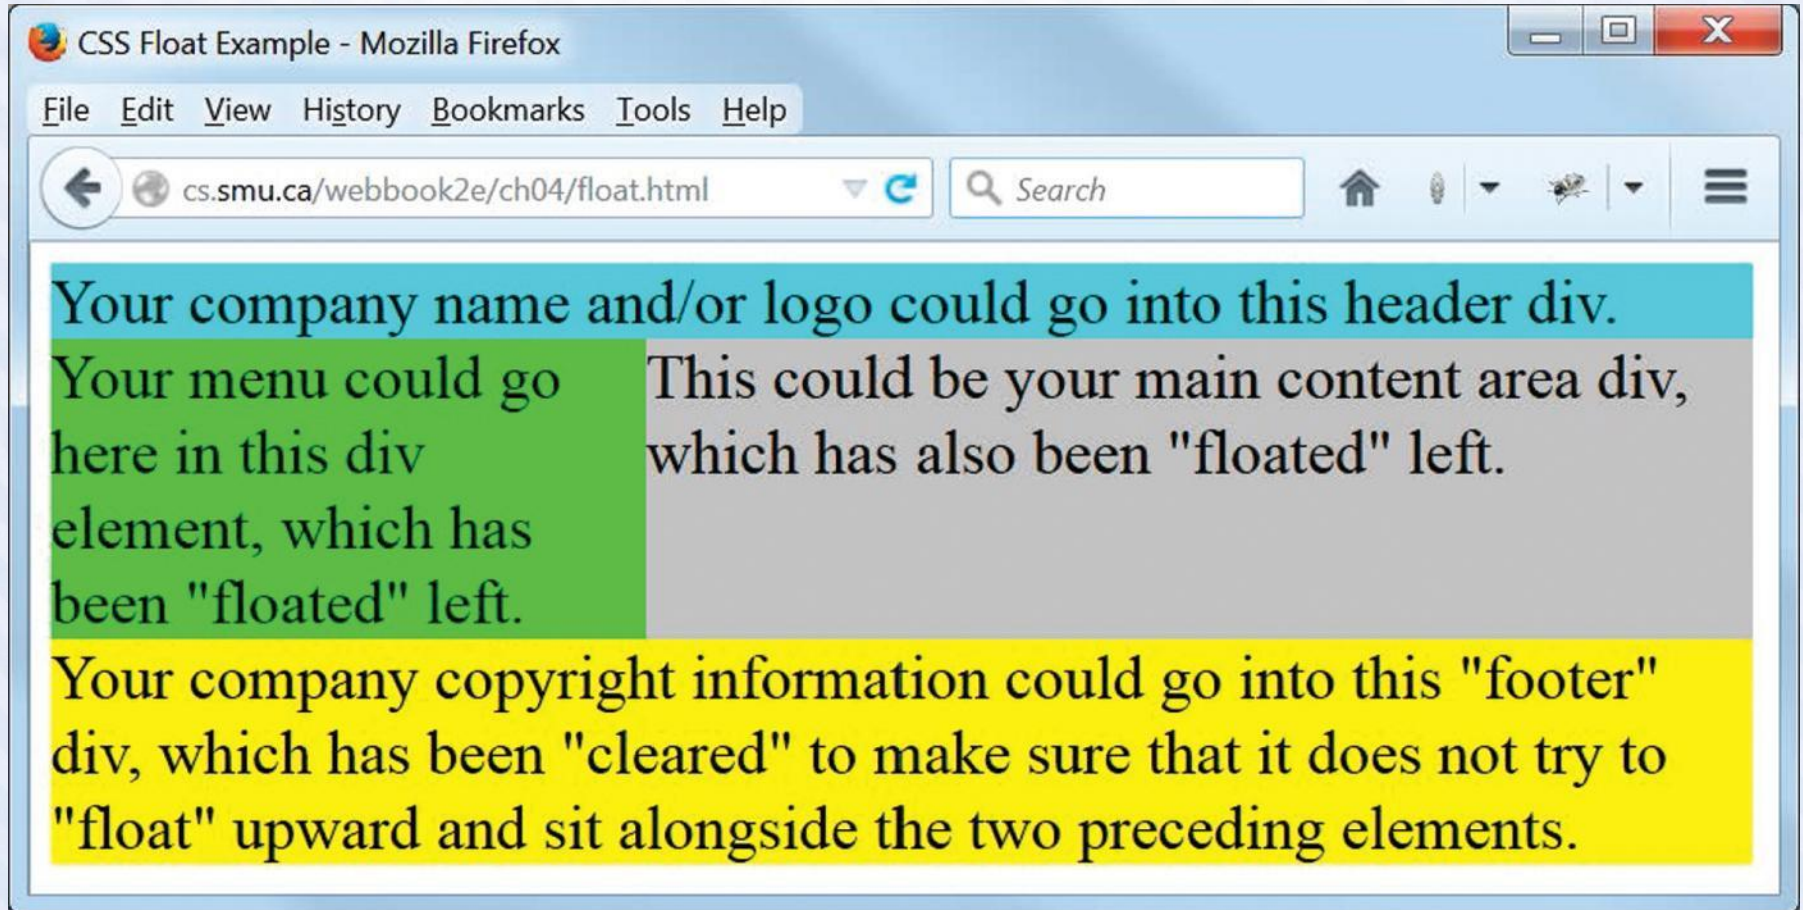 CSS Float Example - Mozilla Firefox
File Edit View History Bookmarks Tools Help
cs.smu.ca/webbook2e/ch04/float.html Search
Your company name and/or logo could go into this header div.
Your menu could go
here in this div
element, which has
been "floated" left.
This could be your main content area div,
which has also been "floated" left.
Your company copyright information could go into this "footer"
div, which has been "cleared" to make sure that it does not try to
"float" upward and sit alongside the two preceding elements.